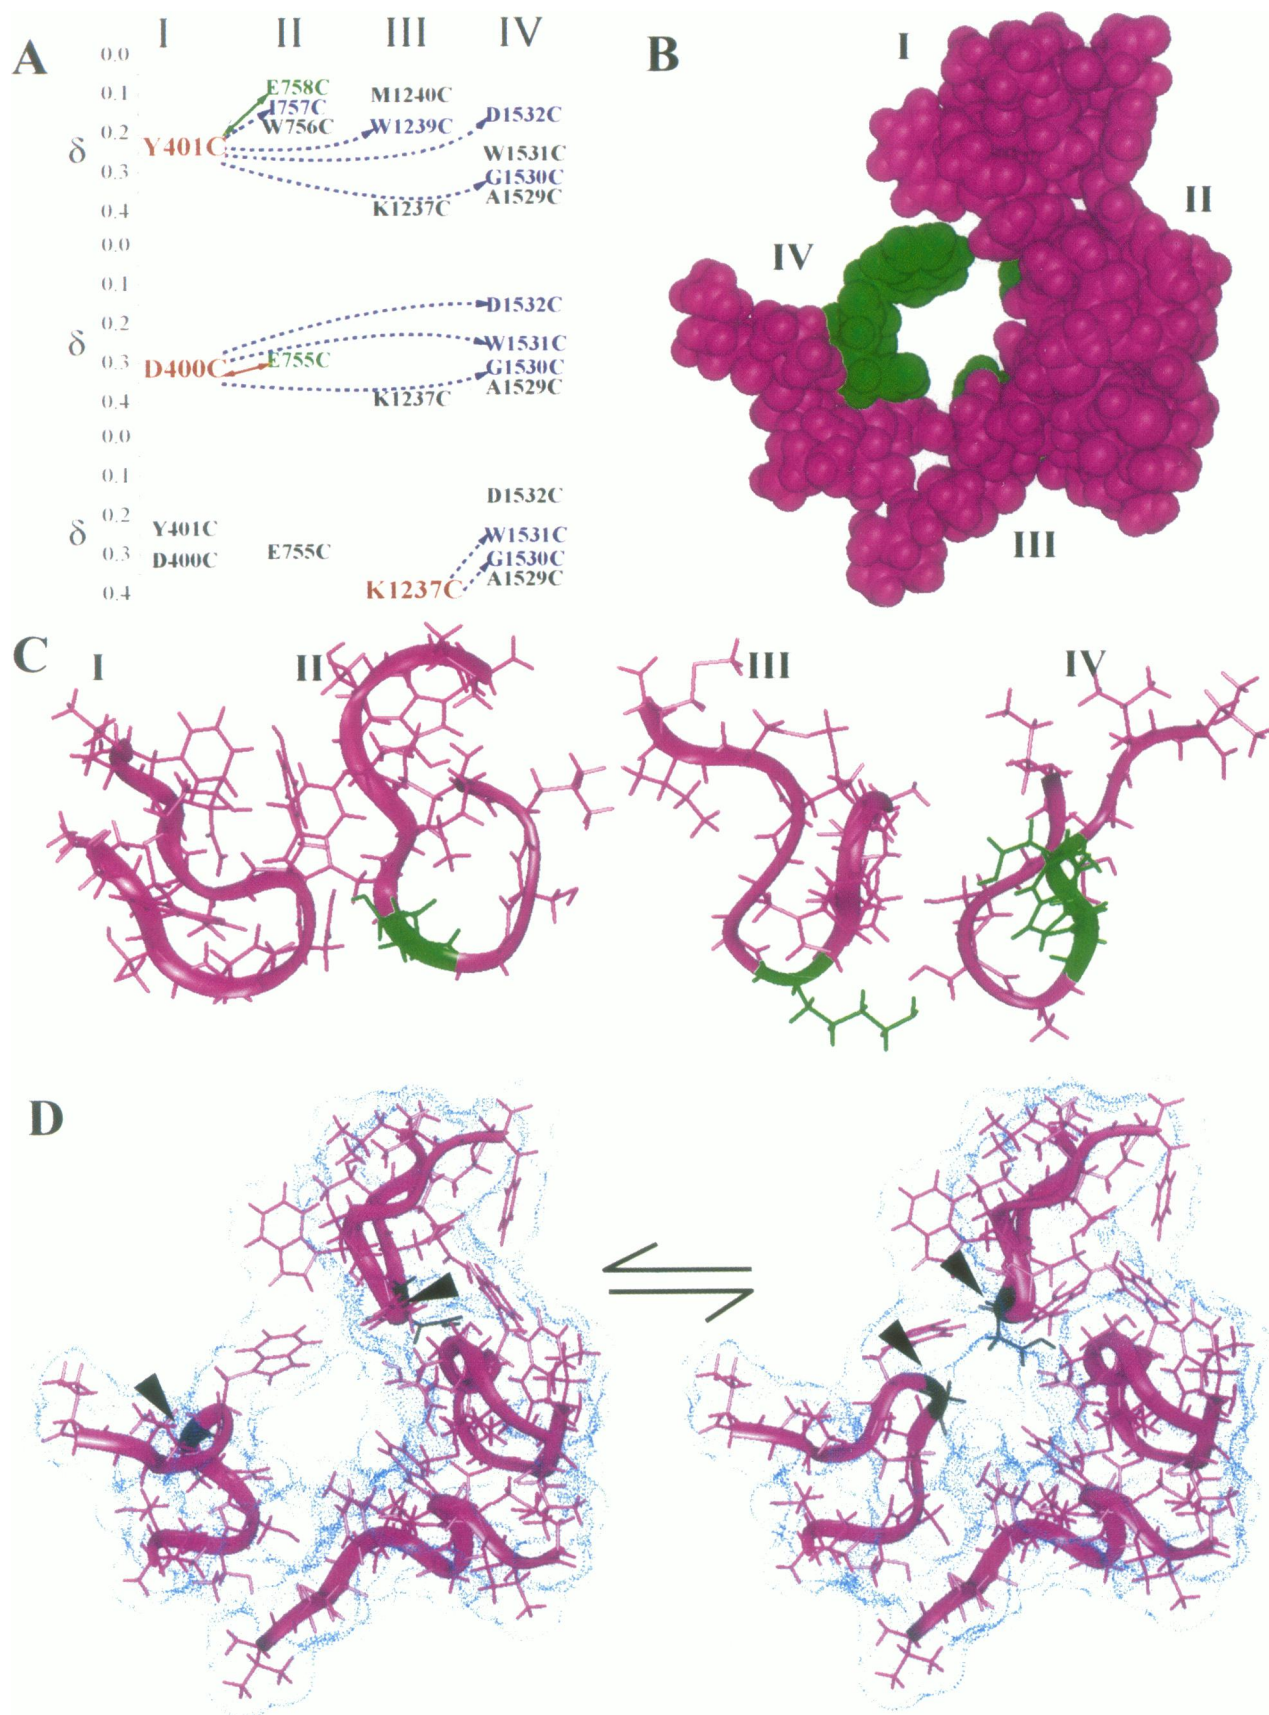 A
I II III IV
0.0
E758C
0.1 M1240C
I757C D1532C
W756C W1239C
0.2
Y401C
δ W1531C
0.3 G1530C
A1529C
0.4 K1237C
0.0
0.1
D1532C
0.2
δ W1531C
0.3 D400C E755C G1530C
A1529C
0.4 K1237C
0.0
0.1
D1532C
0.2
Y401C
δ W1531C
0.3 D400C E755C G1530C
A1529C
0.4 K1237C
B
I
II
IV
III
C
I II III IV
D